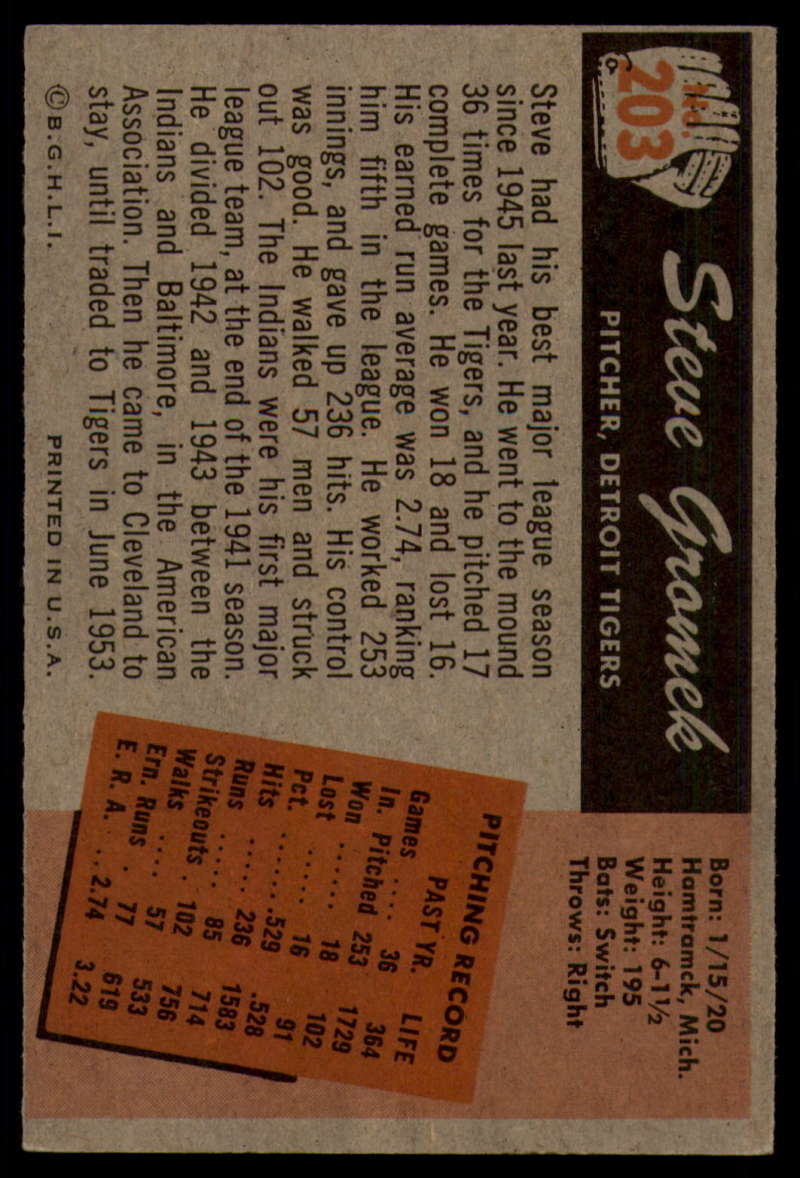 No. 203
Steve Gromek
PITCHER, DETROIT TIGERS
Born: 1/15/20
Hamtramck, Mich.
Height: 6-1 1/2
Weight: 195
Bats: Switch
Throws: Right
Steve had his best major league season
since 1945 last year. He went to the mound
36 times for the Tigers, and he pitched 17
complete games. He won 18 and lost 16.
His earned run average was 2.74, ranking
him fifth in the league. He worked 253
innings, and gave up 236 hits. His control
was good. He walked 57 men and struck
out 102. The Indians were his first major
league team, at the end of the 1941 season.
He divided 1942 and 1943 between the
Indians and Baltimore, in the American
Association. Then he came to Cleveland to
stay, until traded to Tigers in June 1953.
PITCHING RECORD
PAST YR. LIFE
Games .... 36 364
In. Pitched 253 1729
Won ...... 18 102
Lost ..... 16 91
Pct. ...... .529 .528
Hits ..... 236 1583
Runs ..... 85 714
Strikeouts . 102 756
Walks .... 57 533
Ern. Runs . 77 619
E. R. A. .. 2.74 3.22
©B.G.H.L.I. PRINTED IN U.S.A.